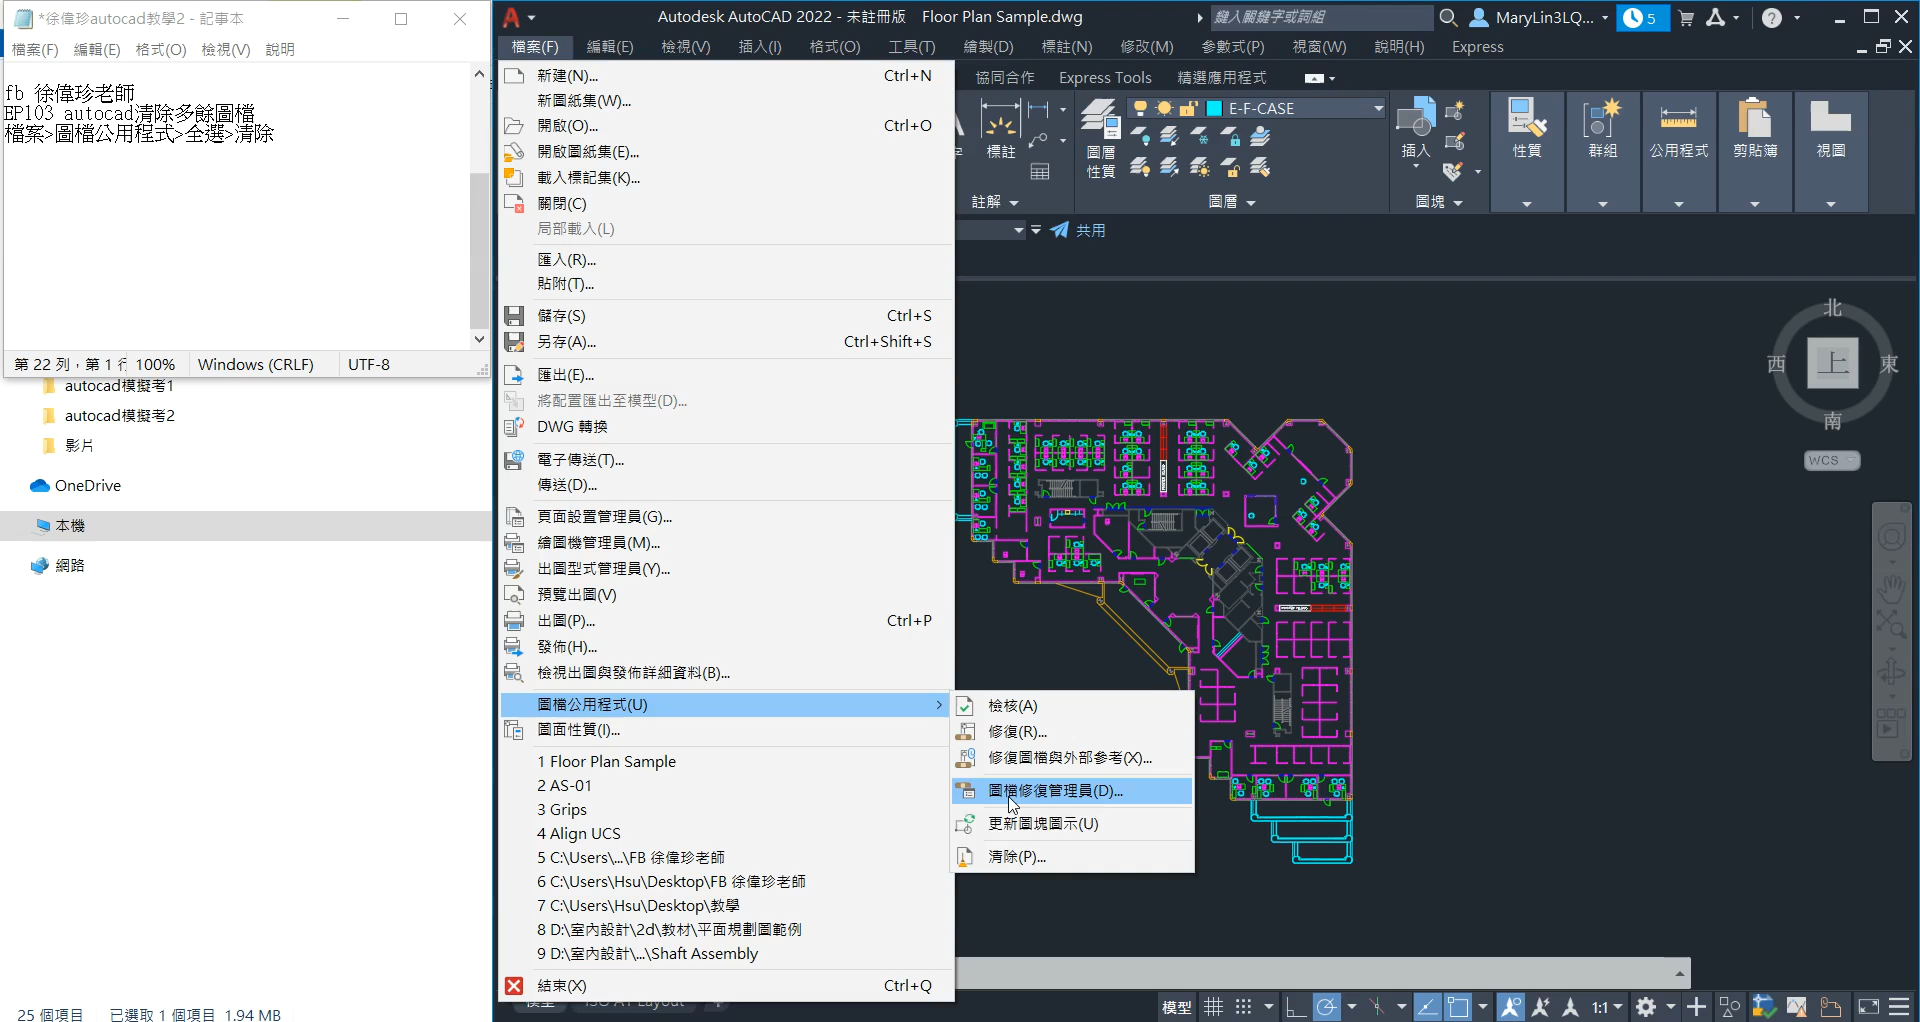 *徐偉珍autocad教學2 - 記事本
檔案(F) 編輯(E) 格式(O) 檢視(V) 說明
fb 徐偉珍老師
EP103 autocad清除多餘圖檔
檔案>圖檔公用程式>全選>清除
第 22 列，第 1 行 100% Windows (CRLF) UTF-8
autocad模擬考1
autocad模擬考2
影片
OneDrive
本機
網路
25 個項目 已選取 1 個項目 1.94 MB
Autodesk AutoCAD 2022 - 未註冊版 Floor Plan Sample.dwg
鍵入關鍵字或詞組
MaryLin3LQ...
5
檔案(F) 編輯(E) 檢視(V) 插入(I) 格式(O) 工具(T) 繪製(D) 標註(N) 修改(M) 參數式(P) 視窗(W) 說明(H) Express
協同合作 Express Tools 精選應用程式
E-F-CASE
標註 圖層性質 插入 性質 群組 公用程式 剪貼簿 視圖
註解 圖層 圖塊
共用
新建(N)... Ctrl+N
新圖紙集(W)...
開啟(O)... Ctrl+O
開啟圖紙集(E)...
載入標記集(K)...
關閉(C)
局部載入(L)
匯入(R)...
貼附(T)...
儲存(S) Ctrl+S
另存(A)... Ctrl+Shift+S
匯出(E)...
將配置匯出至模型(D)...
DWG 轉換
電子傳送(T)...
傳送(D)...
頁面設置管理員(G)...
繪圖機管理員(M)...
出圖型式管理員(Y)...
預覽出圖(V)
出圖(P)... Ctrl+P
發佈(H)...
檢視出圖與發佈詳細資料(B)...
圖檔公用程式(U)
圖面性質(I)...
1 Floor Plan Sample
2 AS-01
3 Grips
4 Align UCS
5 C:\Users\...\FB 徐偉珍老師
6 C:\Users\Hsu\Desktop\FB 徐偉珍老師
7 C:\Users\Hsu\Desktop\教學
8 D:\室內設計\2d\教材\平面規劃圖範例
9 D:\室內設計\...\Shaft Assembly
結束(X) Ctrl+Q
檢核(A)
修復(R)...
修復圖檔與外部參考(X)...
圖檔修復管理員(D)...
更新圖塊圖示(U)
清除(P)...
北
西 上 東
南
WCS
模型 ISO A1 Layout
模型 1:1